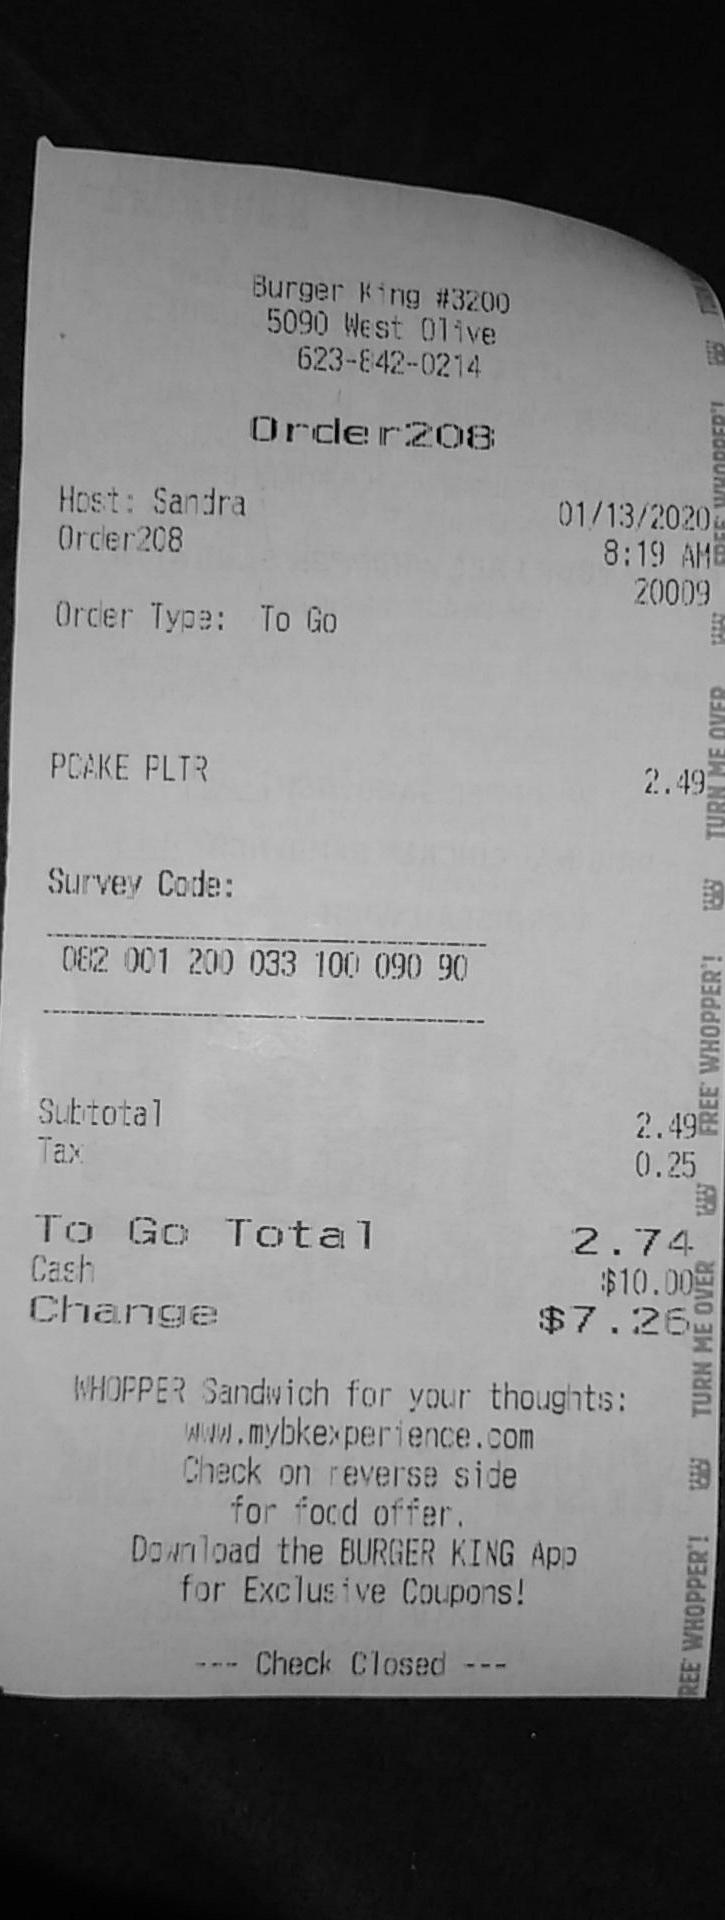 Burger King #3200
5090 West Olive
623-842-0214
Order208
Host: Sandra 01/13/2020
Order208 8:19 AM
20009
Order Type: To Go
PCAKE PLTR 2.49
Survey Code:
082 001 200 033 100 090 90
Subtotal 2.49
Tax 0.25
To Go Total 2.74
Cash $10.00
Change $7.26
WHOPPER Sandwich for your thoughts:
www.mybkexperience.com
Check on reverse side
for food offer.
Download the BURGER KING App
for Exclusive Coupons!
--- Check Closed ---
FREE WHOPPER!
TURN ME OVER
FREE WHOPPER!
TURN ME OVER
REE WHOPPER!